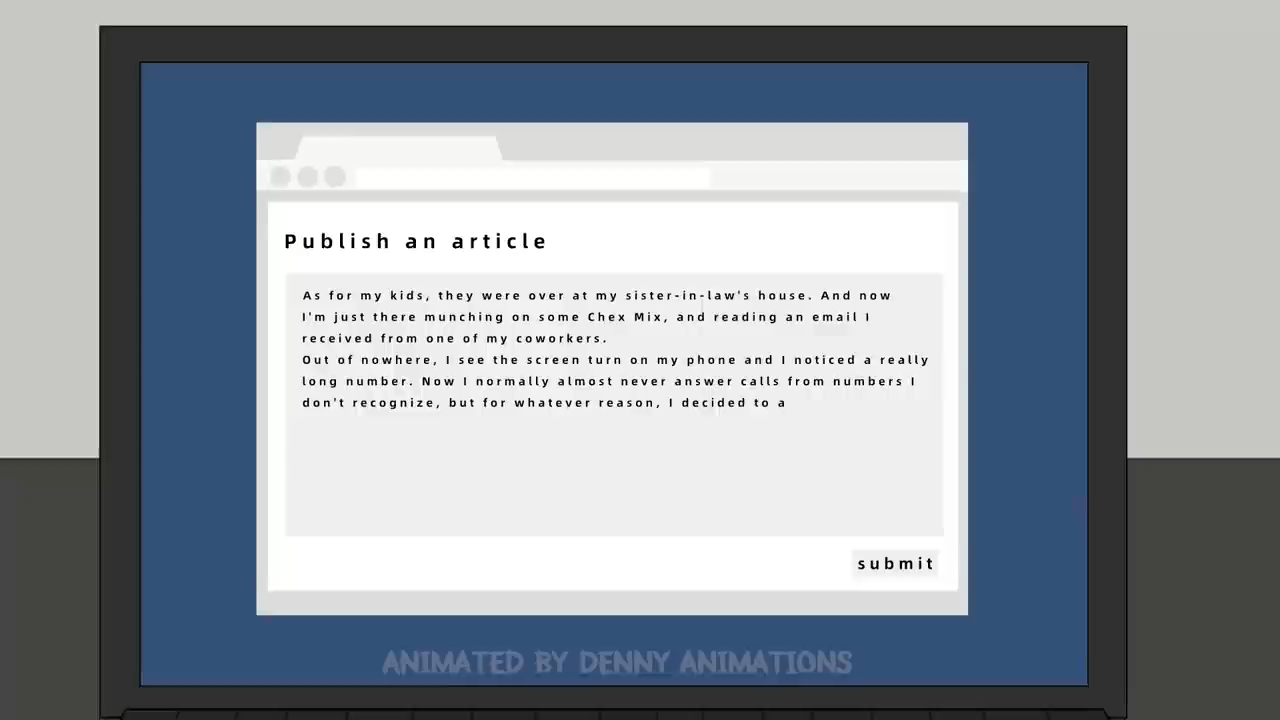 Publish an article
As for my kids, they were over at my sister-in-law's house. And now
I'm just there munching on some Chex Mix, and reading an email I
received from one of my coworkers.
Out of nowhere, I see the screen turn on my phone and I noticed a really
long number. Now I normally almost never answer calls from numbers I
don't recognize, but for whatever reason, I decided to a
submit
ANIMATED BY DENNY ANIMATIONS